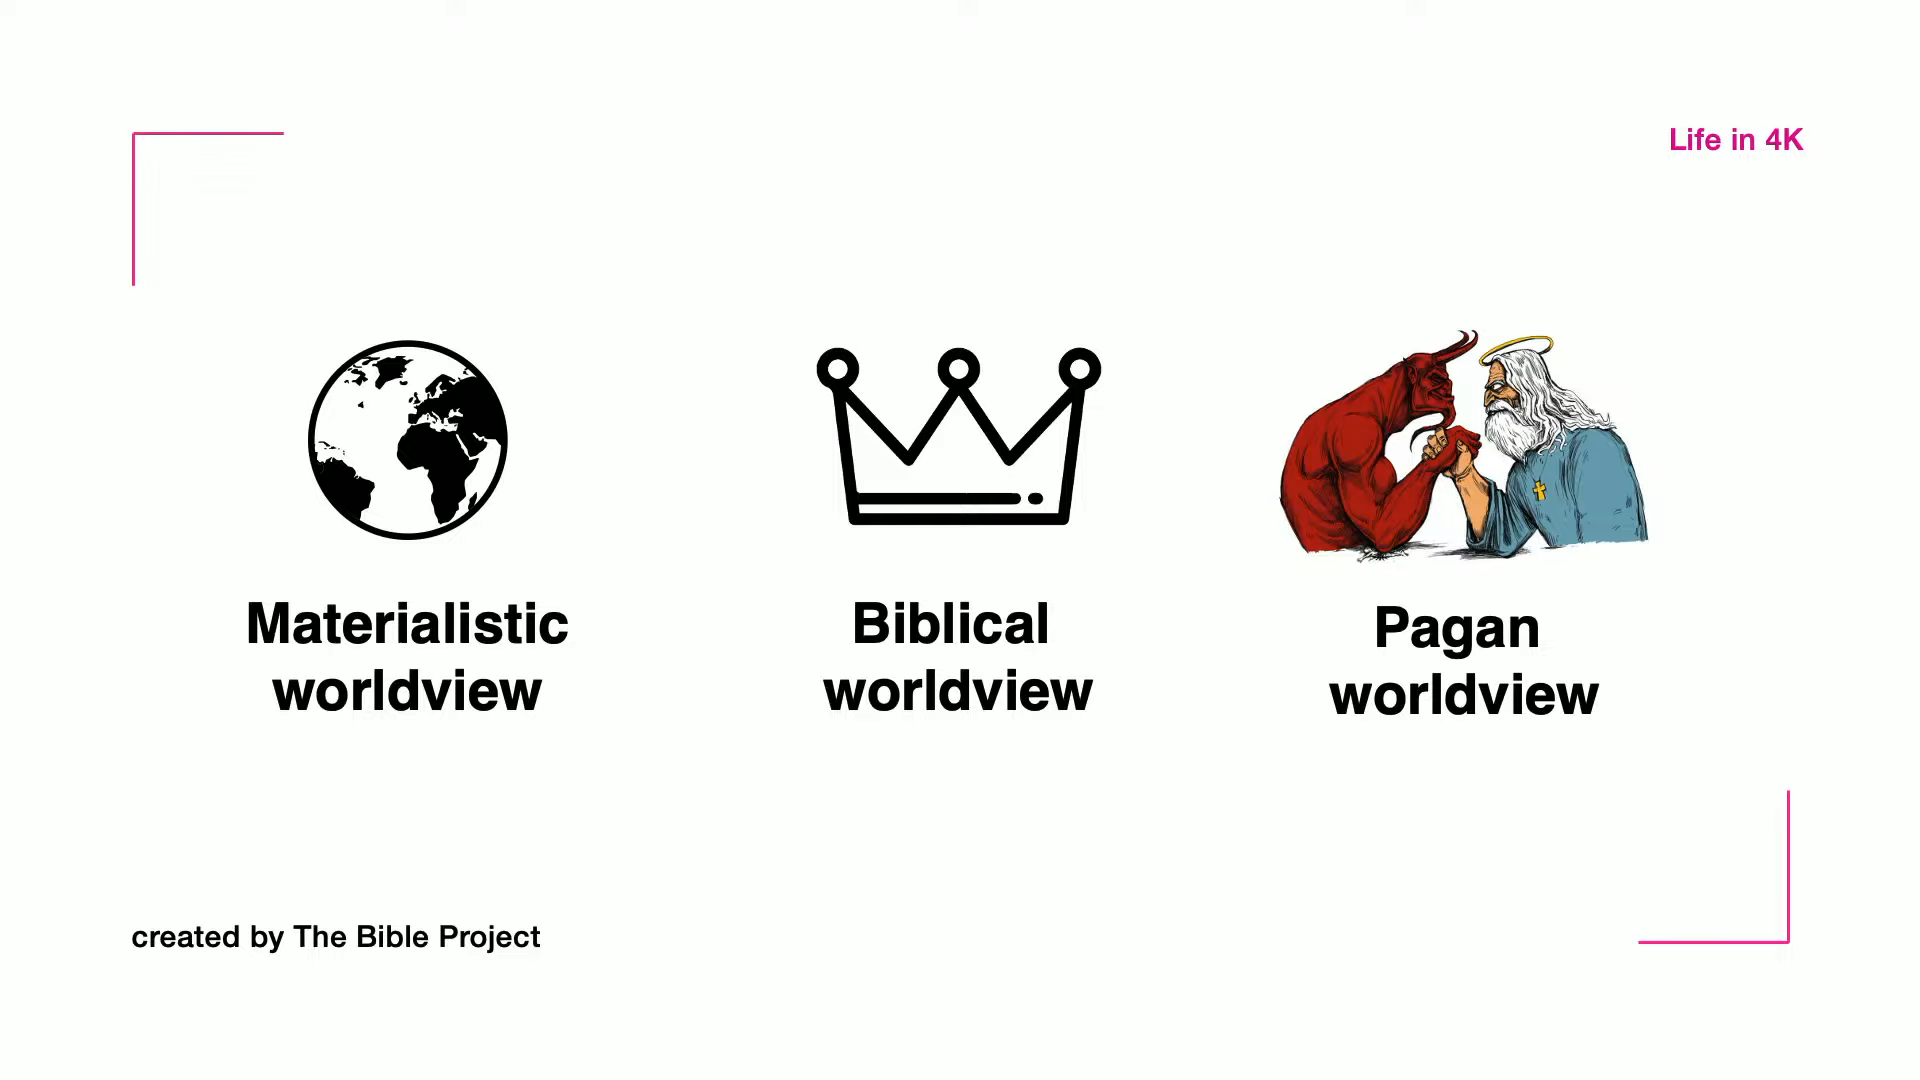 Life in 4K
Materialistic
worldview
Biblical
worldview
Pagan
worldview
created by The Bible Project